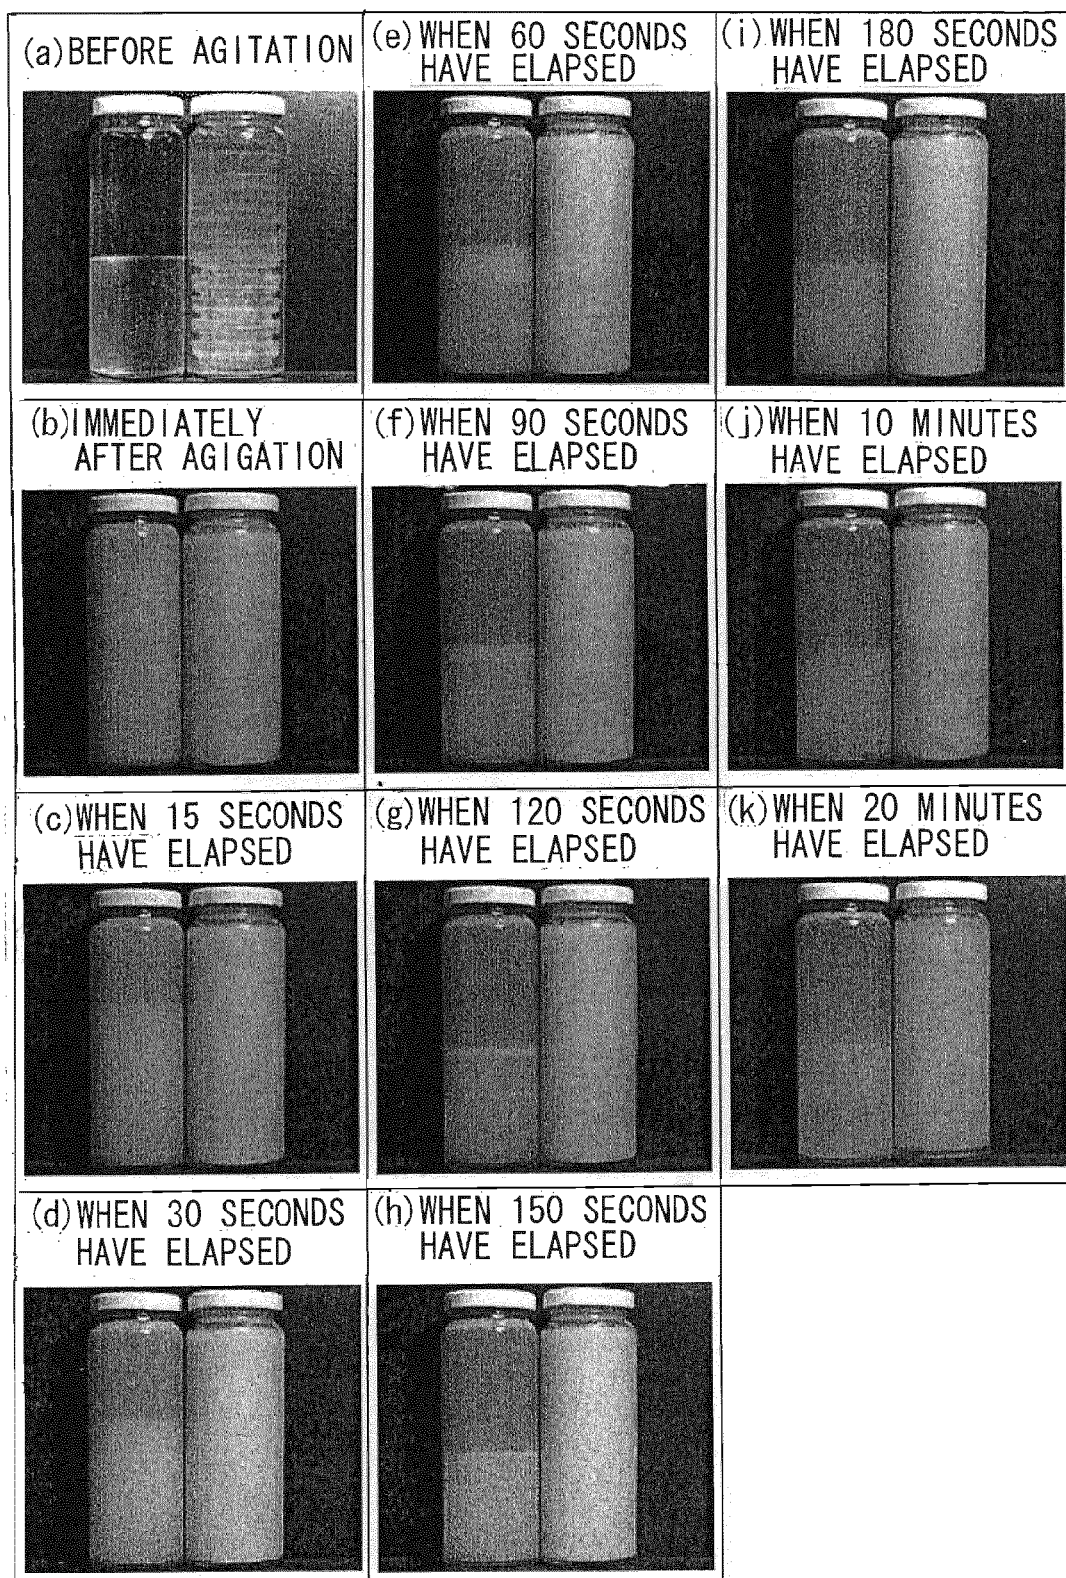 (a) BEFORE AGITATION
(b) IMMEDIATELY
AFTER AGIGATION
(c) WHEN 15 SECONDS
HAVE ELAPSED
(d) WHEN 30 SECONDS
HAVE ELAPSED
(e) WHEN 60 SECONDS
HAVE ELAPSED
(f) WHEN 90 SECONDS
HAVE ELAPSED
(g) WHEN 120 SECONDS
HAVE ELAPSED
(h) WHEN 150 SECONDS
HAVE ELAPSED
(i) WHEN 180 SECONDS
HAVE ELAPSED
(j) WHEN 10 MINUTES
HAVE ELAPSED
(k) WHEN 20 MINUTES
HAVE ELAPSED